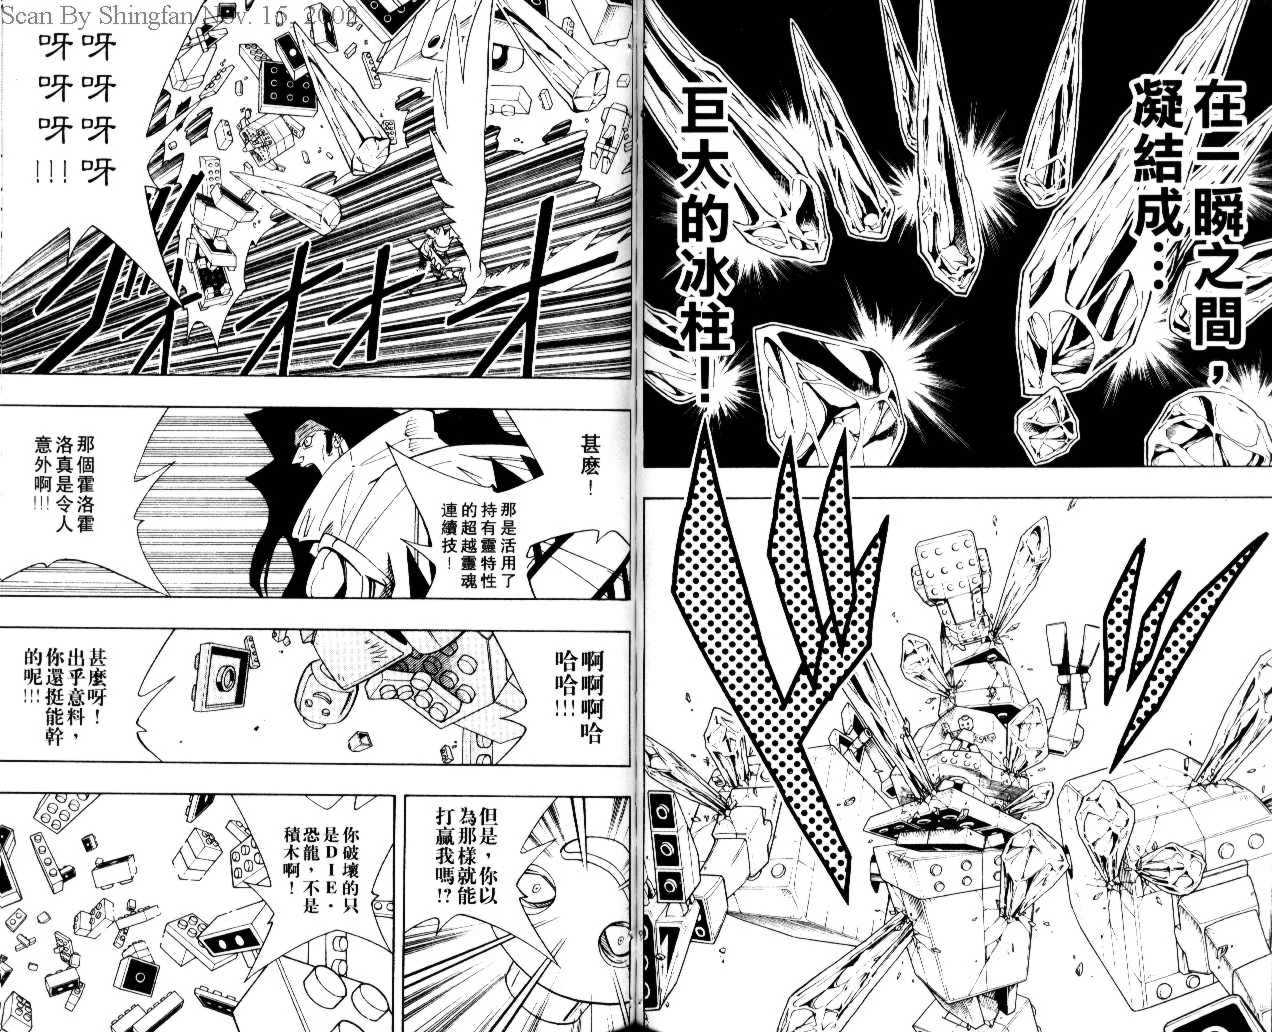 Scan By Shingfan Nov. 15, 2002
在一瞬之間，
凝結成…
巨大的冰柱！
呀呀呀呀
呀呀呀!!!
甚麽！
那是活用了
持有靈特性
的超越靈魂
連續技！
那個霍洛霍
洛真是令人
意外啊!!!
啊啊啊哈
哈哈!!!
甚麼呀！
出乎意料，
你還挺能幹
的呢!!!
但是，你以
為那樣就能
打贏我嗎!?
你破壞的只
是DIE‧
恐龍，不是
積木啊！